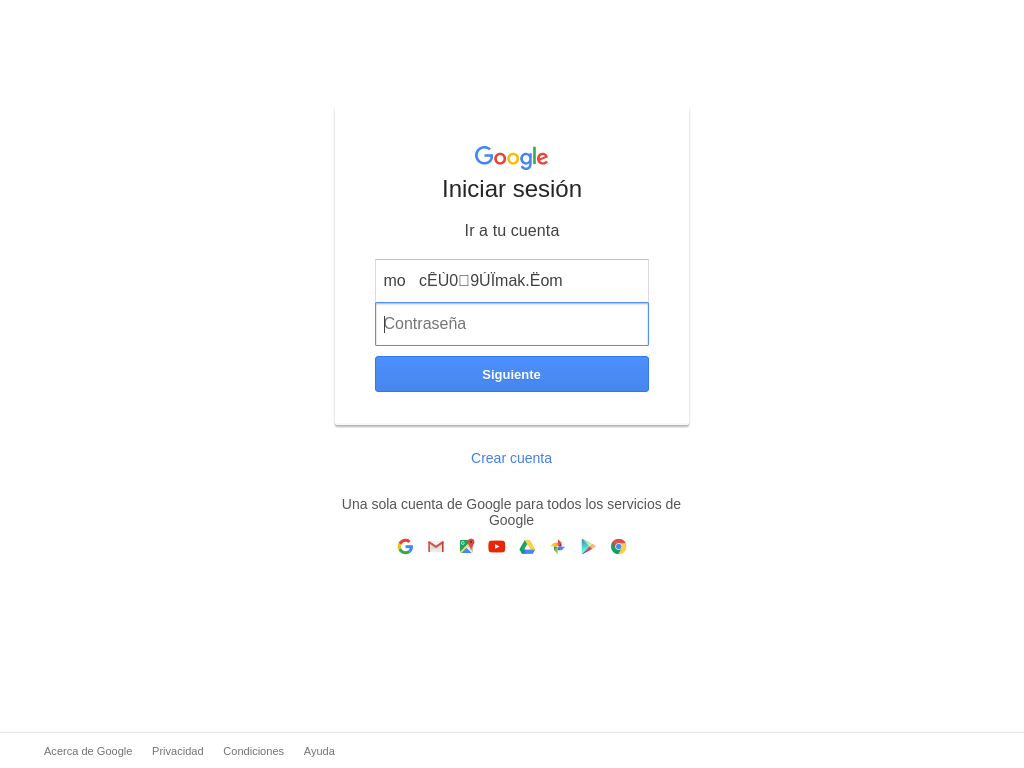 Google
Iniciar sesión
Ir a tu cuenta
mo cÊÙ0□9ÚÏmak.Ëom
Contraseña
Siguiente
Crear cuenta
Una sola cuenta de Google para todos los servicios de
Google
Acerca de Google Privacidad Condiciones Ayuda